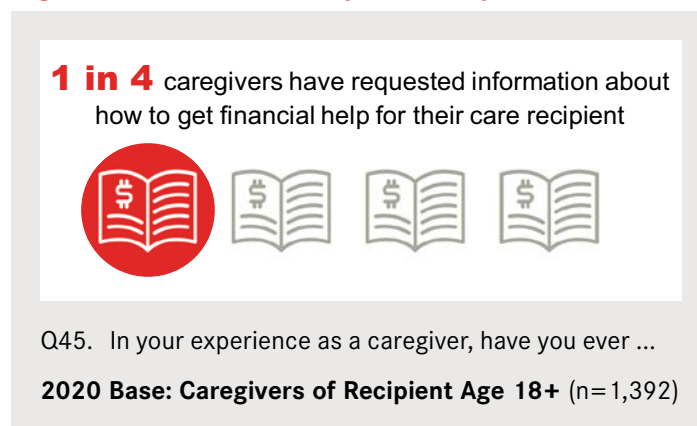 1 in 4 caregivers have requested information about
how to get financial help for their care recipient
$
$
$
$
Q45. In your experience as a caregiver, have you ever ...
2020 Base: Caregivers of Recipient Age 18+ (n=1,392)